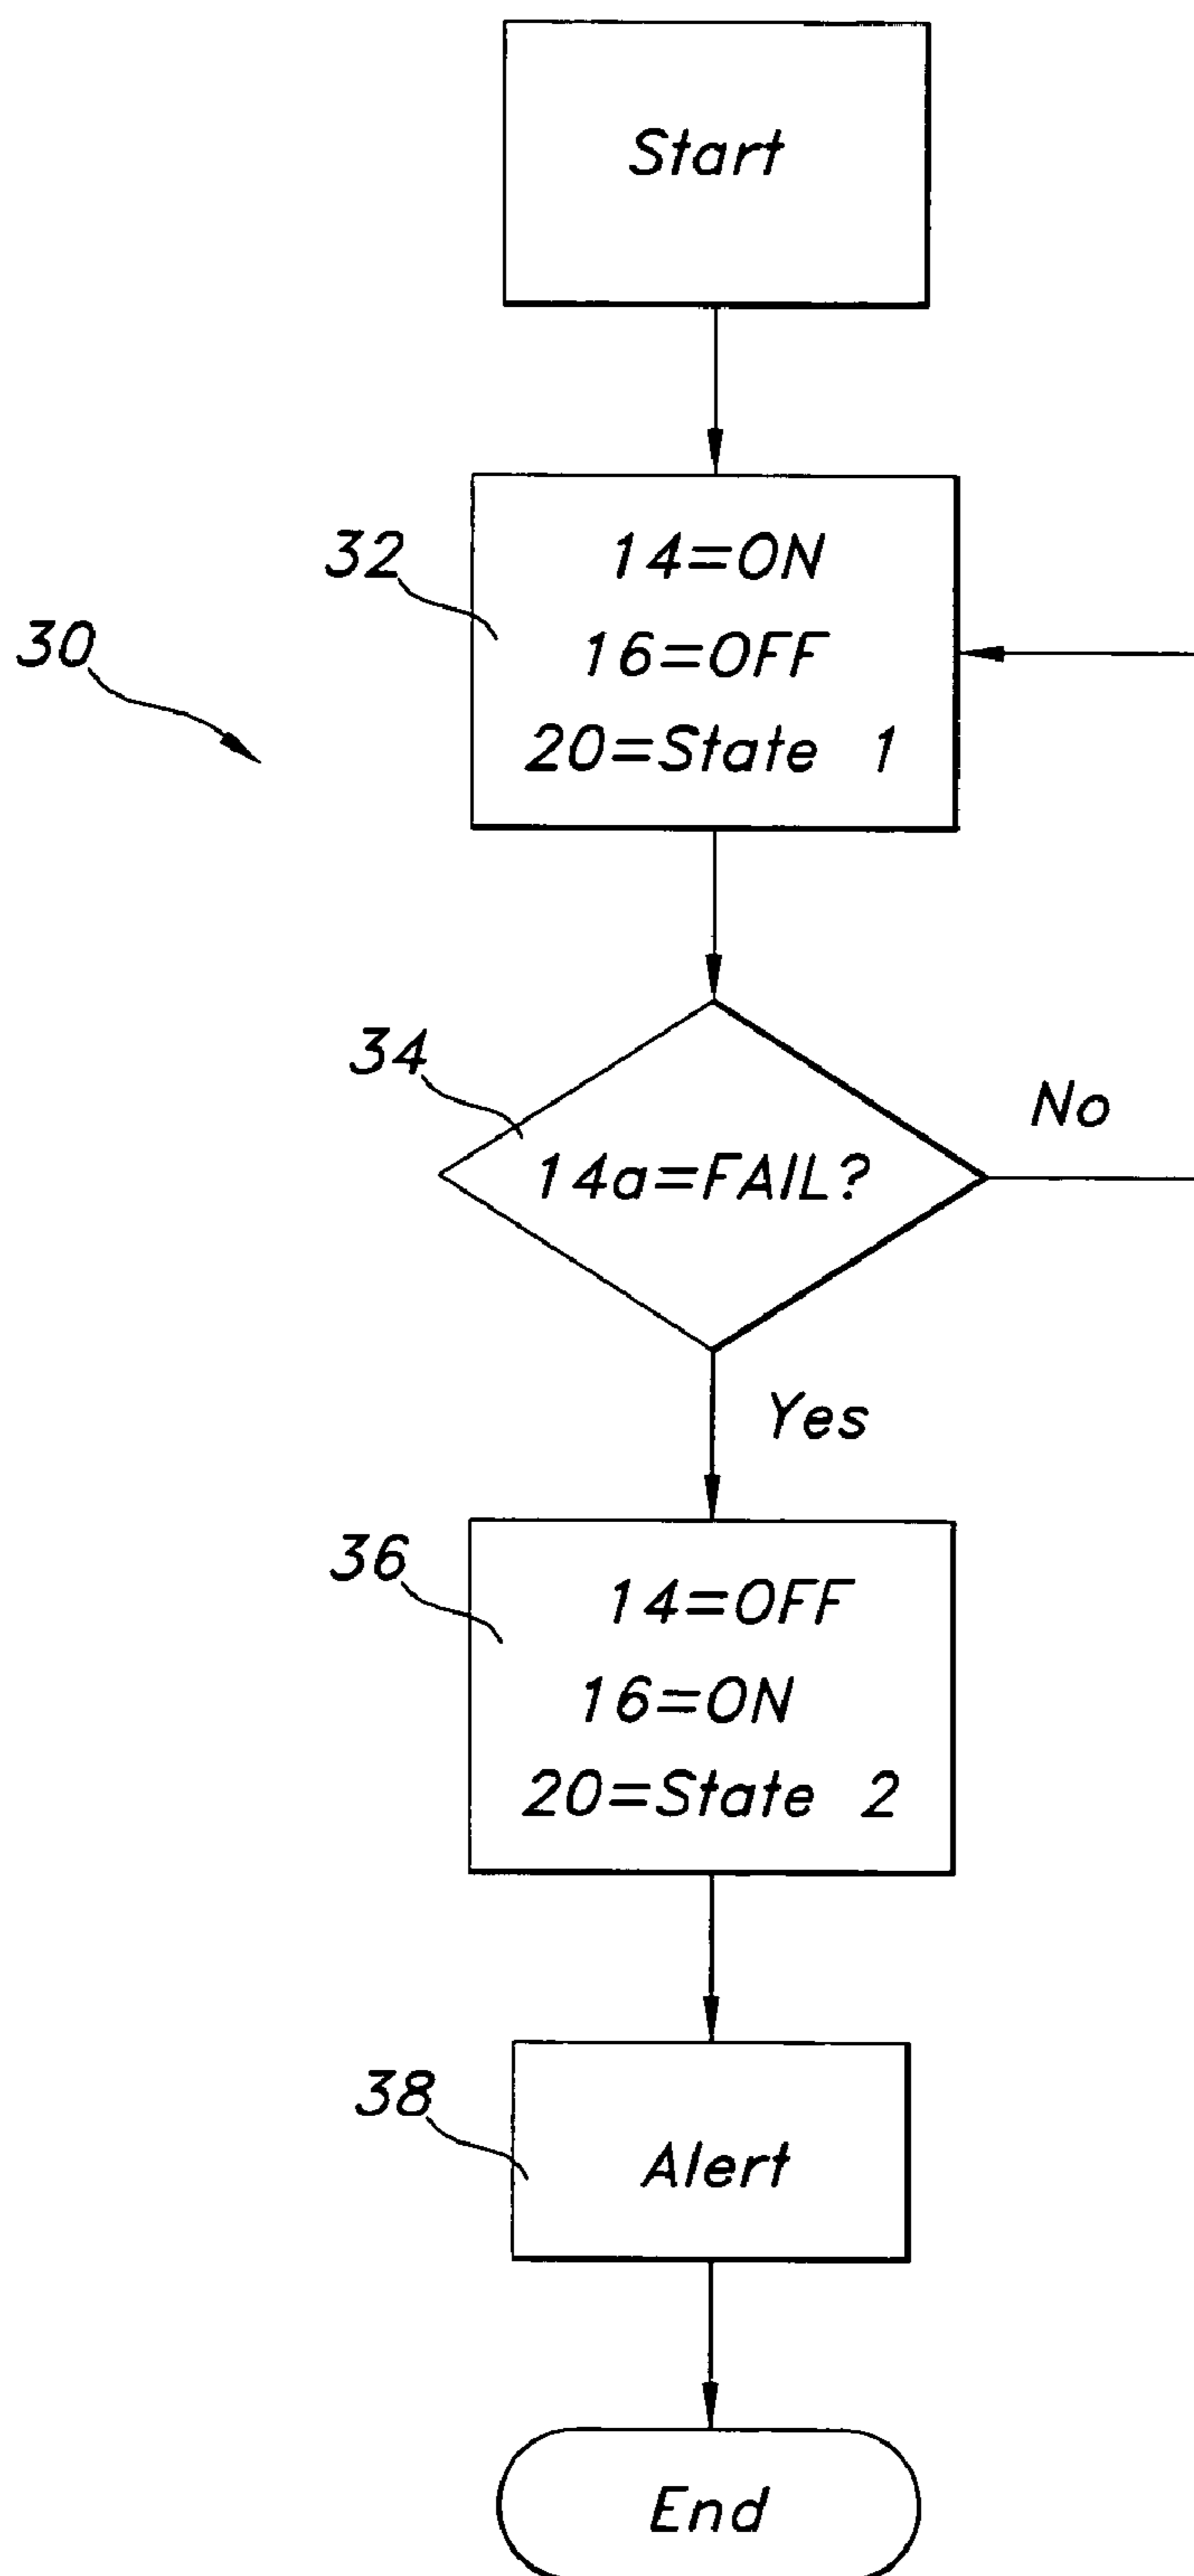 Start
32
14=ON
16=OFF
20=State 1
30
34
14a=FAIL?
No
Yes
36
14=OFF
16=ON
20=State 2
38
Alert
End